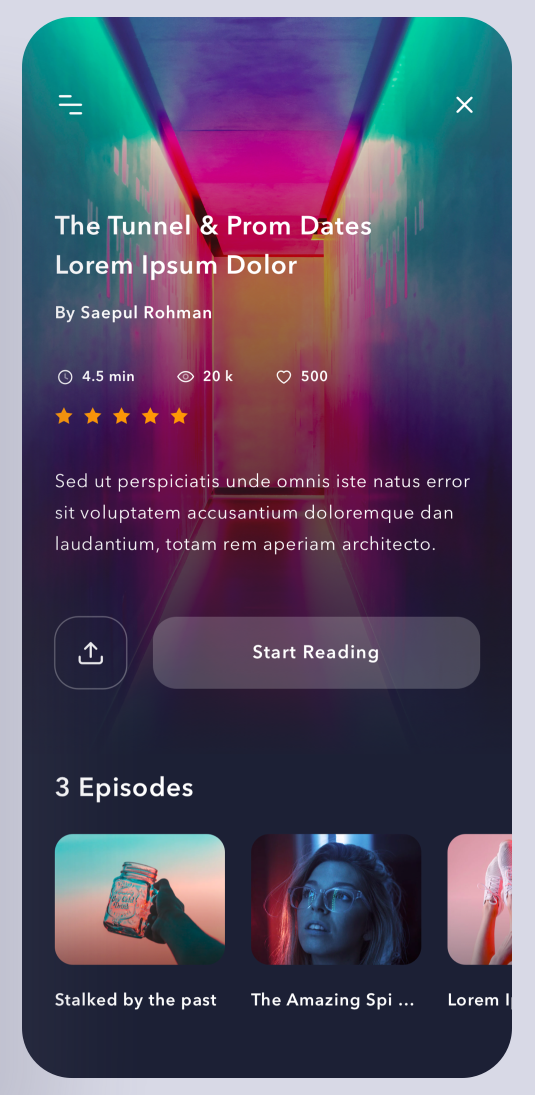 The Tunnel & Prom Dates
Lorem Ipsum Dolor
By Saepul Rohman
4.5 min 20 k 500
Sed ut perspiciatis unde omnis iste natus error
sit voluptatem accusantium doloremque dan
laudantium, totam rem aperiam architecto.
Start Reading
3 Episodes
Stalked by the past
The Amazing Spi ...
Lorem